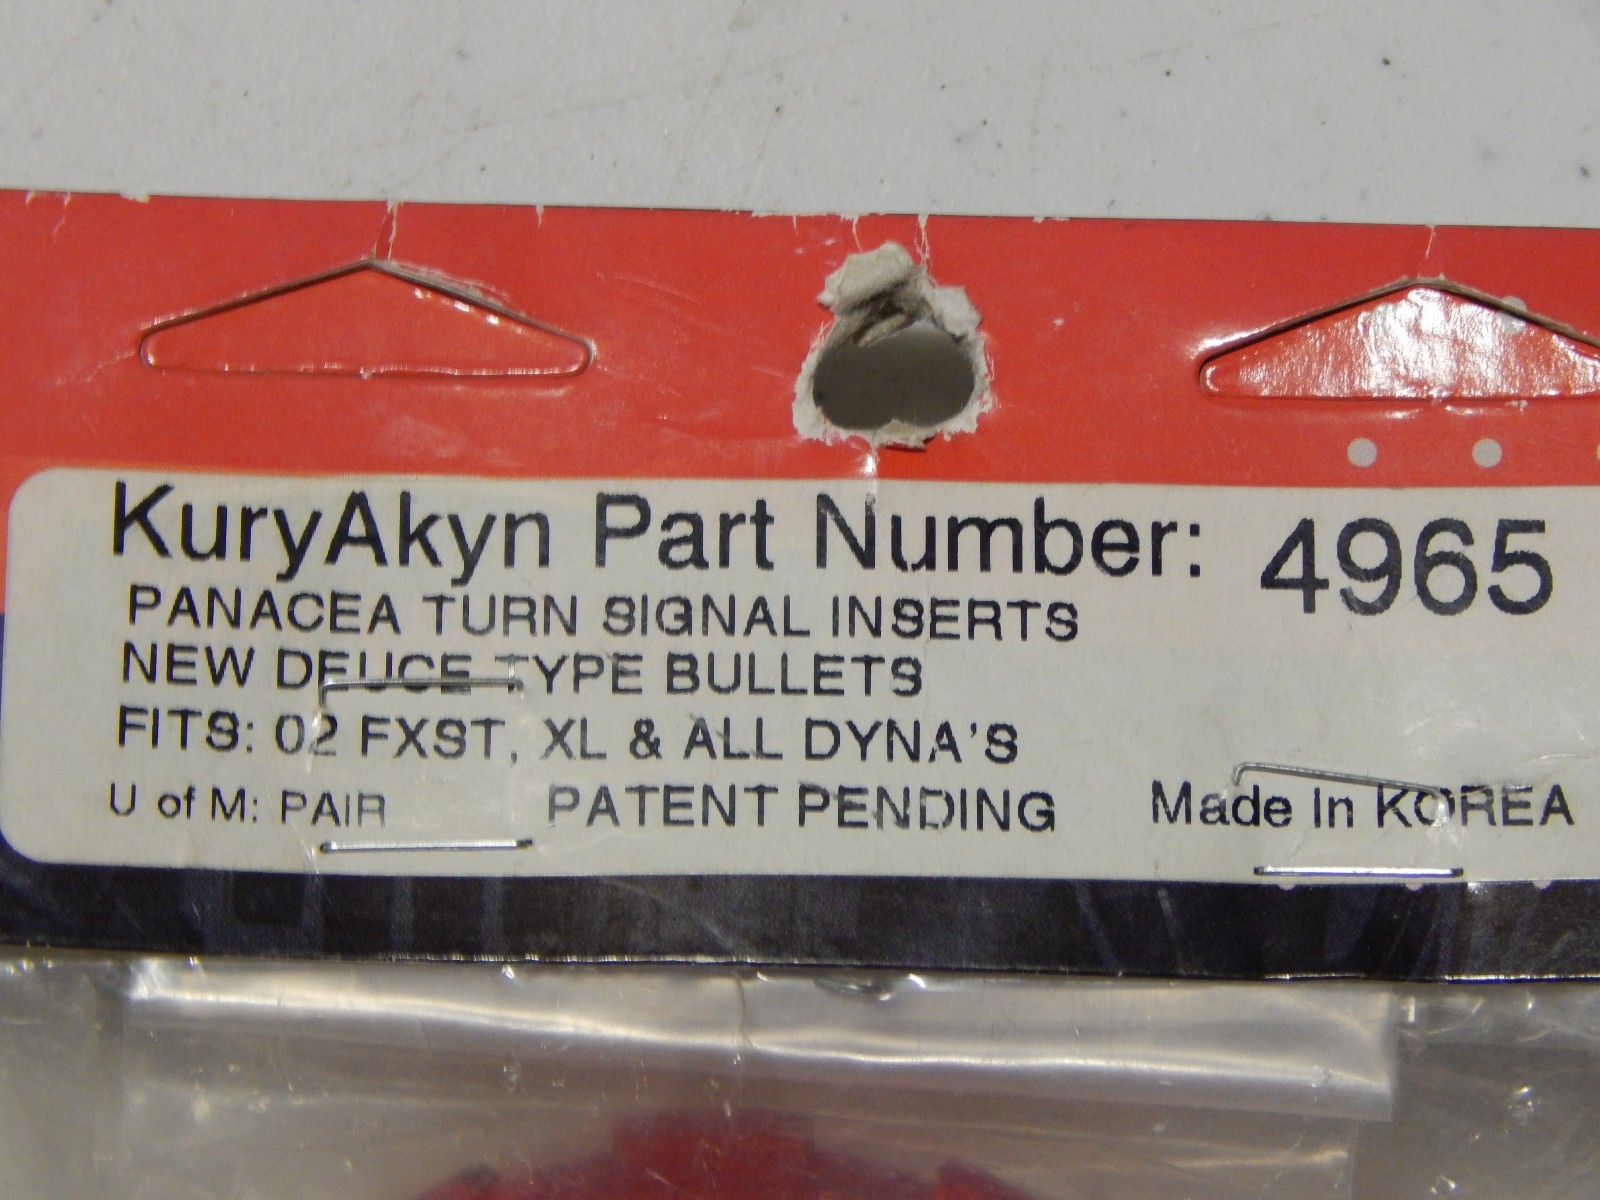 KuryAkyn Part Number: 4965
PANACEA TURN SIGNAL INSERTS
NEW DEUCE TYPE BULLETS
FITS: 02 FXST, XL & ALL DYNA'S
U of M: PAIR PATENT PENDING Made in KOREA